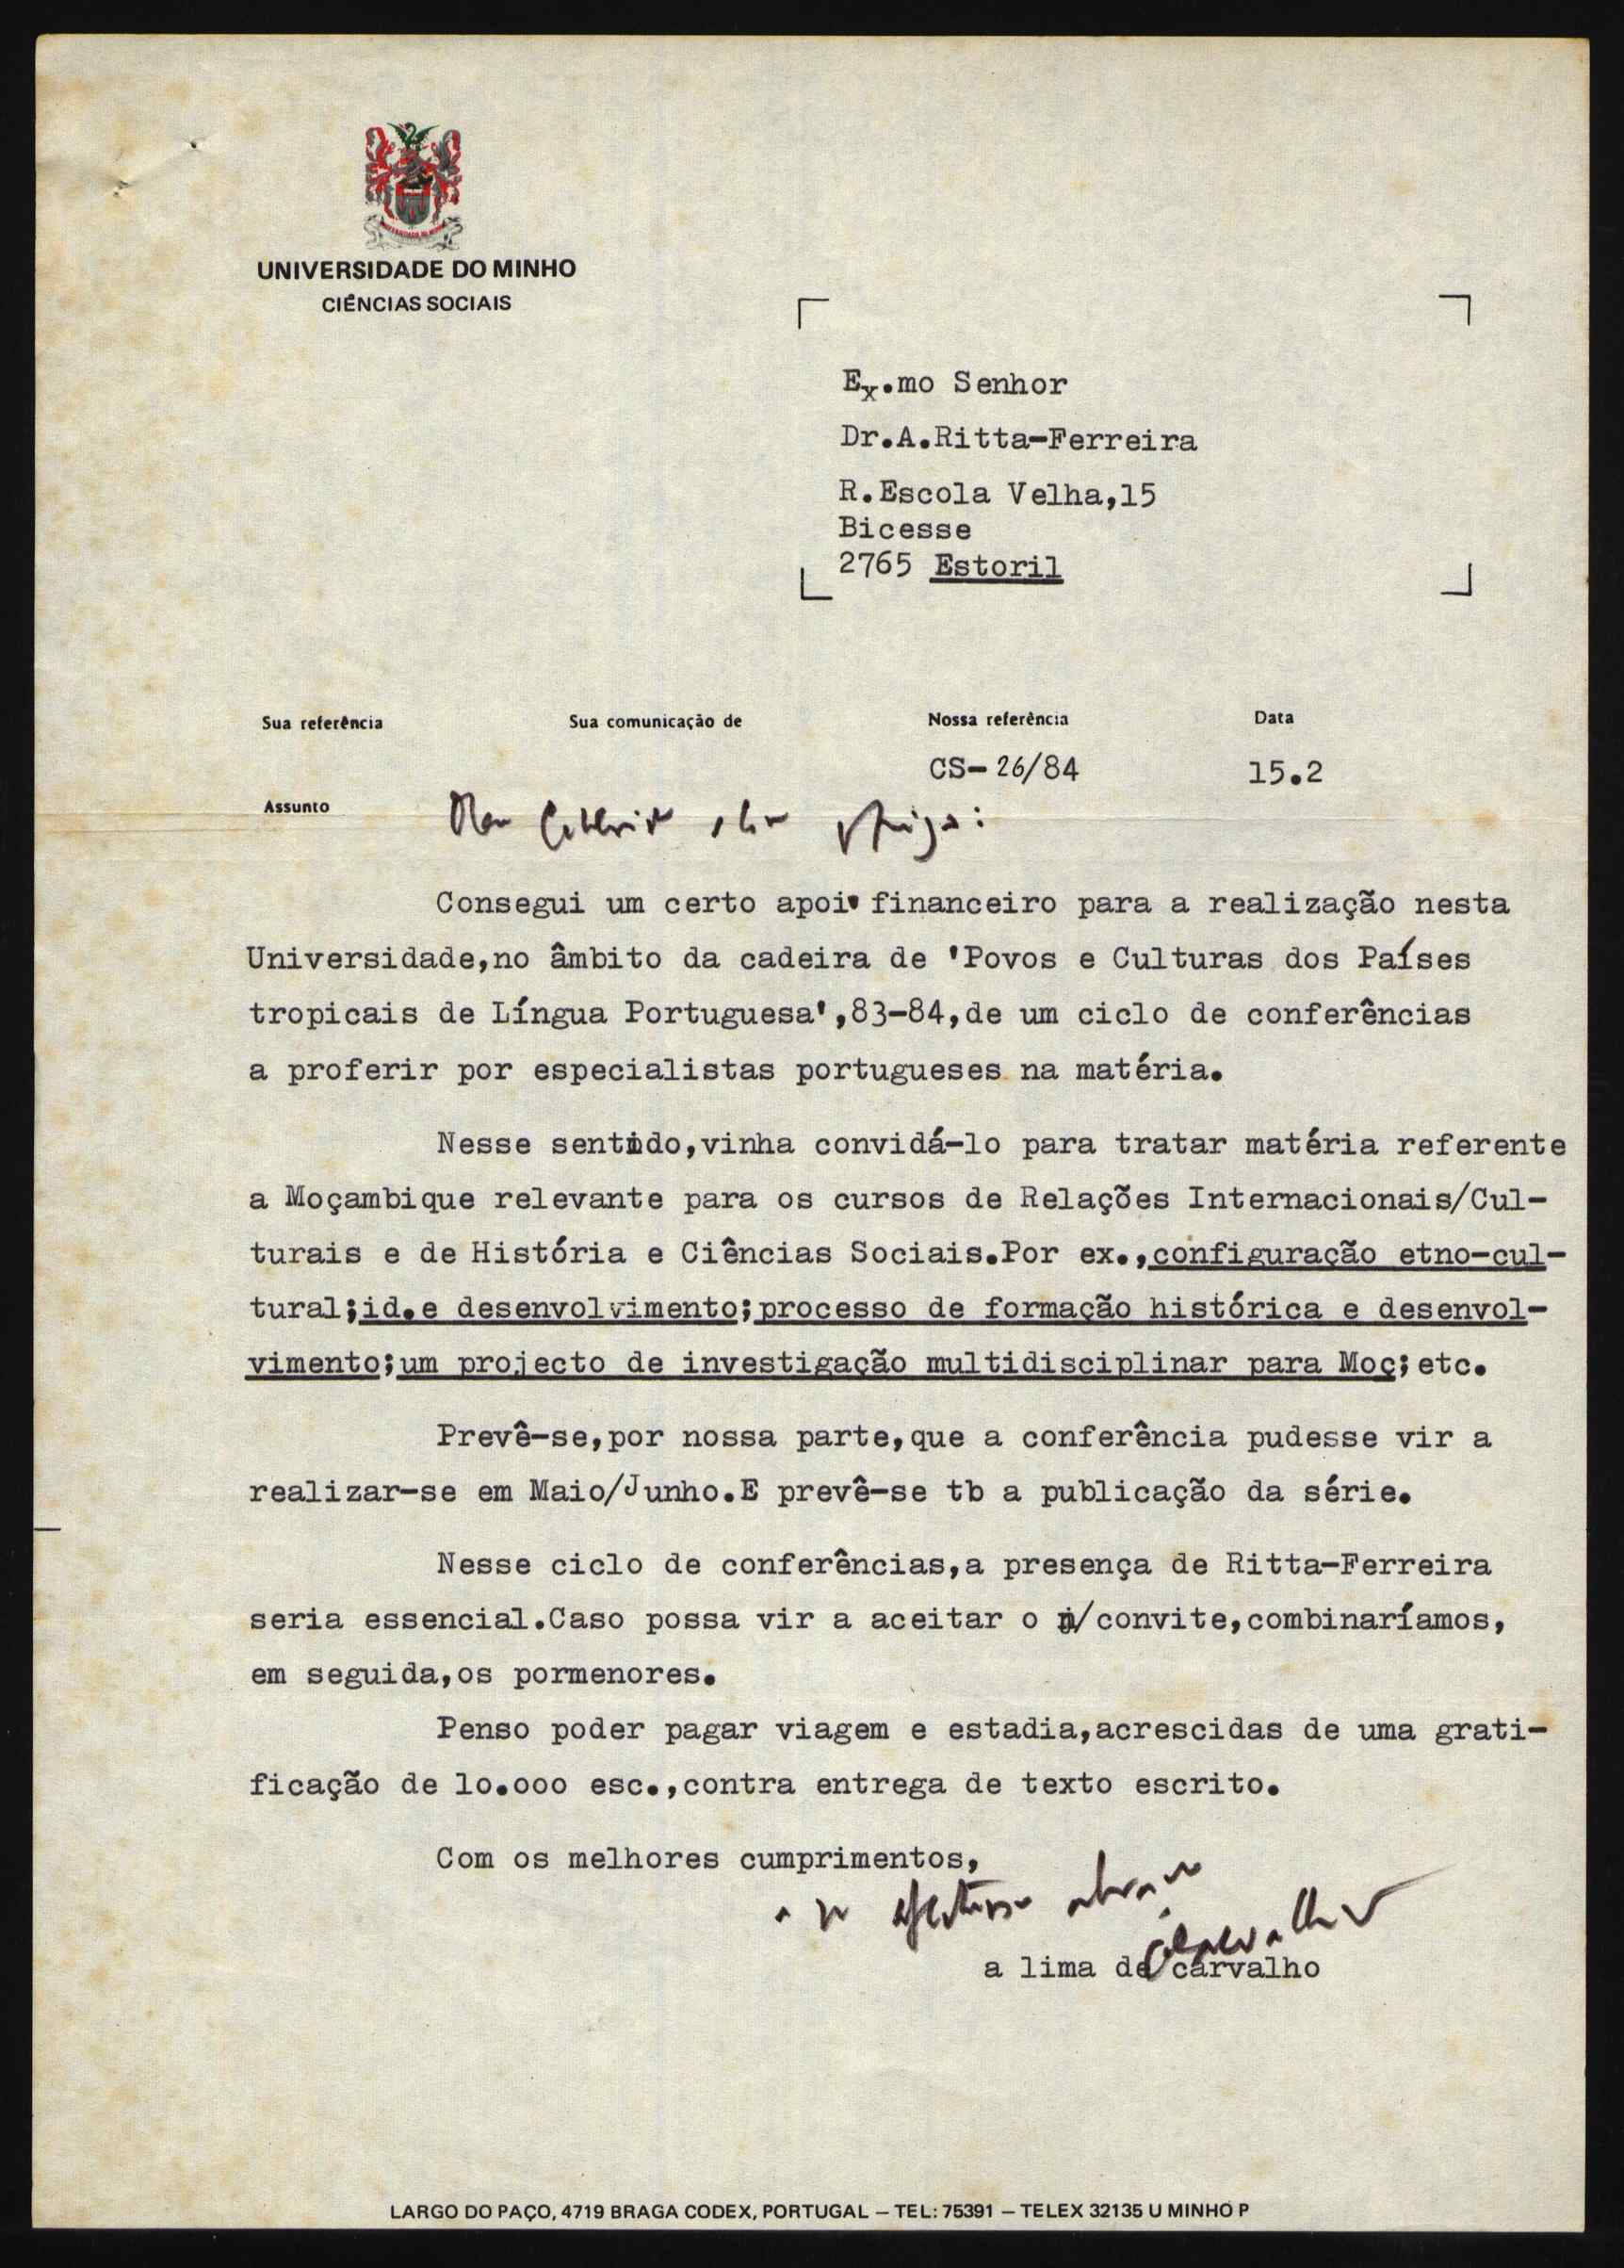 UNIVERSIDADE DO MINHO
CIÊNCIAS SOCIAIS
Ex.mo Senhor
Dr.A.Ritta-Ferreira
R.Escola Velha,15
Bicesse
2765 Estoril
Sua referência Sua comunicação de Nossa referência Data
CS-26/84 15.2
Assunto
Amigo:
Consegui um certo apoio financeiro para a realização nesta
Universidade,no âmbito da cadeira de 'Povos e Culturas dos Países
tropicais de Língua Portuguesa',83-84,de um ciclo de conferências
a proferir por especialistas portugueses na matéria.
Nesse sentido,vinha convidá-lo para tratar matéria referente
a Moçambique relevante para os cursos de Relações Internacionais/Cul-
turais e de História e Ciências Sociais.Por ex.,configuração etno-cul-
tural;id.e desenvolvimento;processo de formação histórica e desenvol-
vimento;um projecto de investigação multidisciplinar para Moç;etc.
Prevê-se,por nossa parte,que a conferência pudesse vir a
realizar-se em Maio/Junho.E prevê-se tb a publicação da série.
Nesse ciclo de conferências,a presença de Ritta-Ferreira
seria essencial.Caso possa vir a aceitar o n/convite,combinaríamos,
em seguida,os pormenores.
Penso poder pagar viagem e estadia,acrescidas de uma grati-
ficação de lo.ooo esc.,contra entrega de texto escrito.
Com os melhores cumprimentos,
abraço
a lima de carvalho
LARGO DO PAÇO, 4719 BRAGA CODEX, PORTUGAL — TEL: 75391 — TELEX 32135 U MINHO P